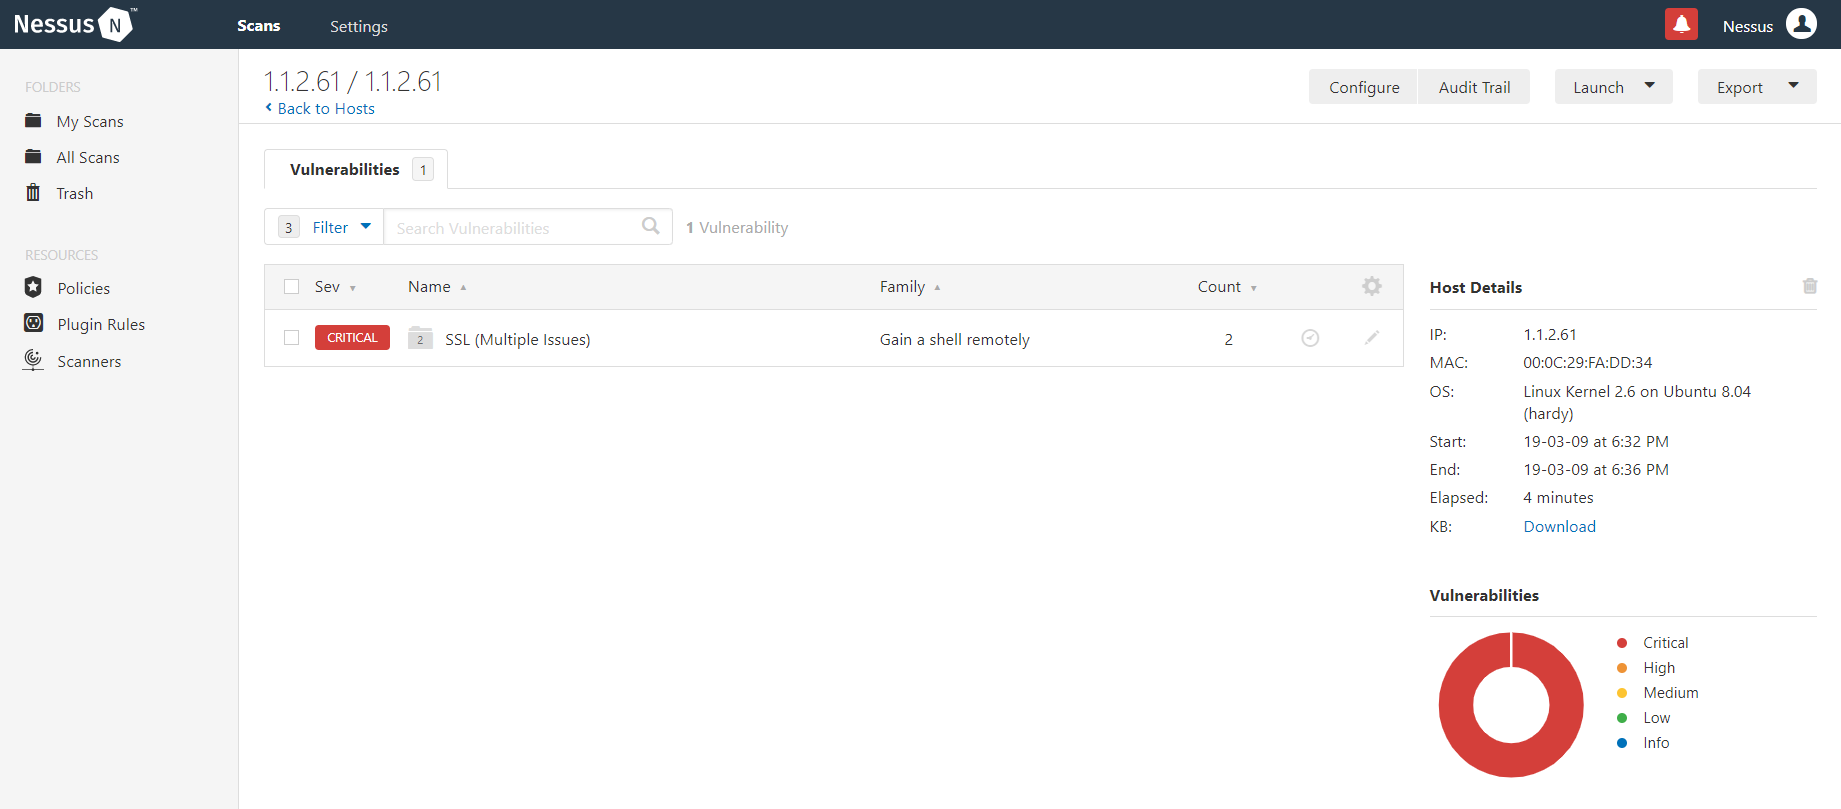 Nessus N ™
Scans
Settings
Nessus
FOLDERS
My Scans
All Scans
Trash
RESOURCES
Policies
Plugin Rules
Scanners
1.1.2.61 / 1.1.2.61
Back to Hosts
Configure
Audit Trail
Launch
Export
Vulnerabilities 1
3 Filter
Search Vulnerabilities
1 Vulnerability
Sev Name Family Count
CRITICAL 2 SSL (Multiple Issues) Gain a shell remotely 2
Host Details
IP: 1.1.2.61
MAC: 00:0C:29:FA:DD:34
OS: Linux Kernel 2.6 on Ubuntu 8.04
(hardy)
Start: 19-03-09 at 6:32 PM
End: 19-03-09 at 6:36 PM
Elapsed: 4 minutes
KB: Download
Vulnerabilities
Critical
High
Medium
Low
Info